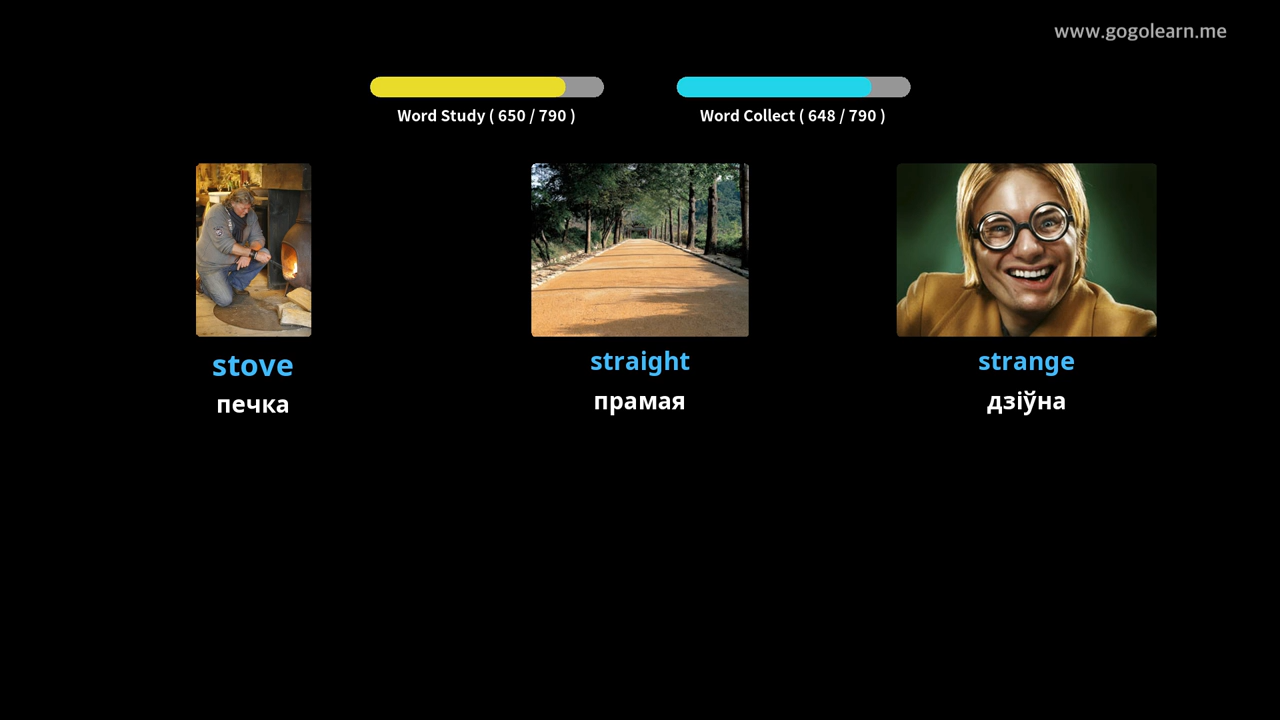 www.gogolearn.me
Word Study ( 650 / 790 )
Word Collect ( 648 / 790 )
stove
straight
strange
печка
прамая
дзіўна